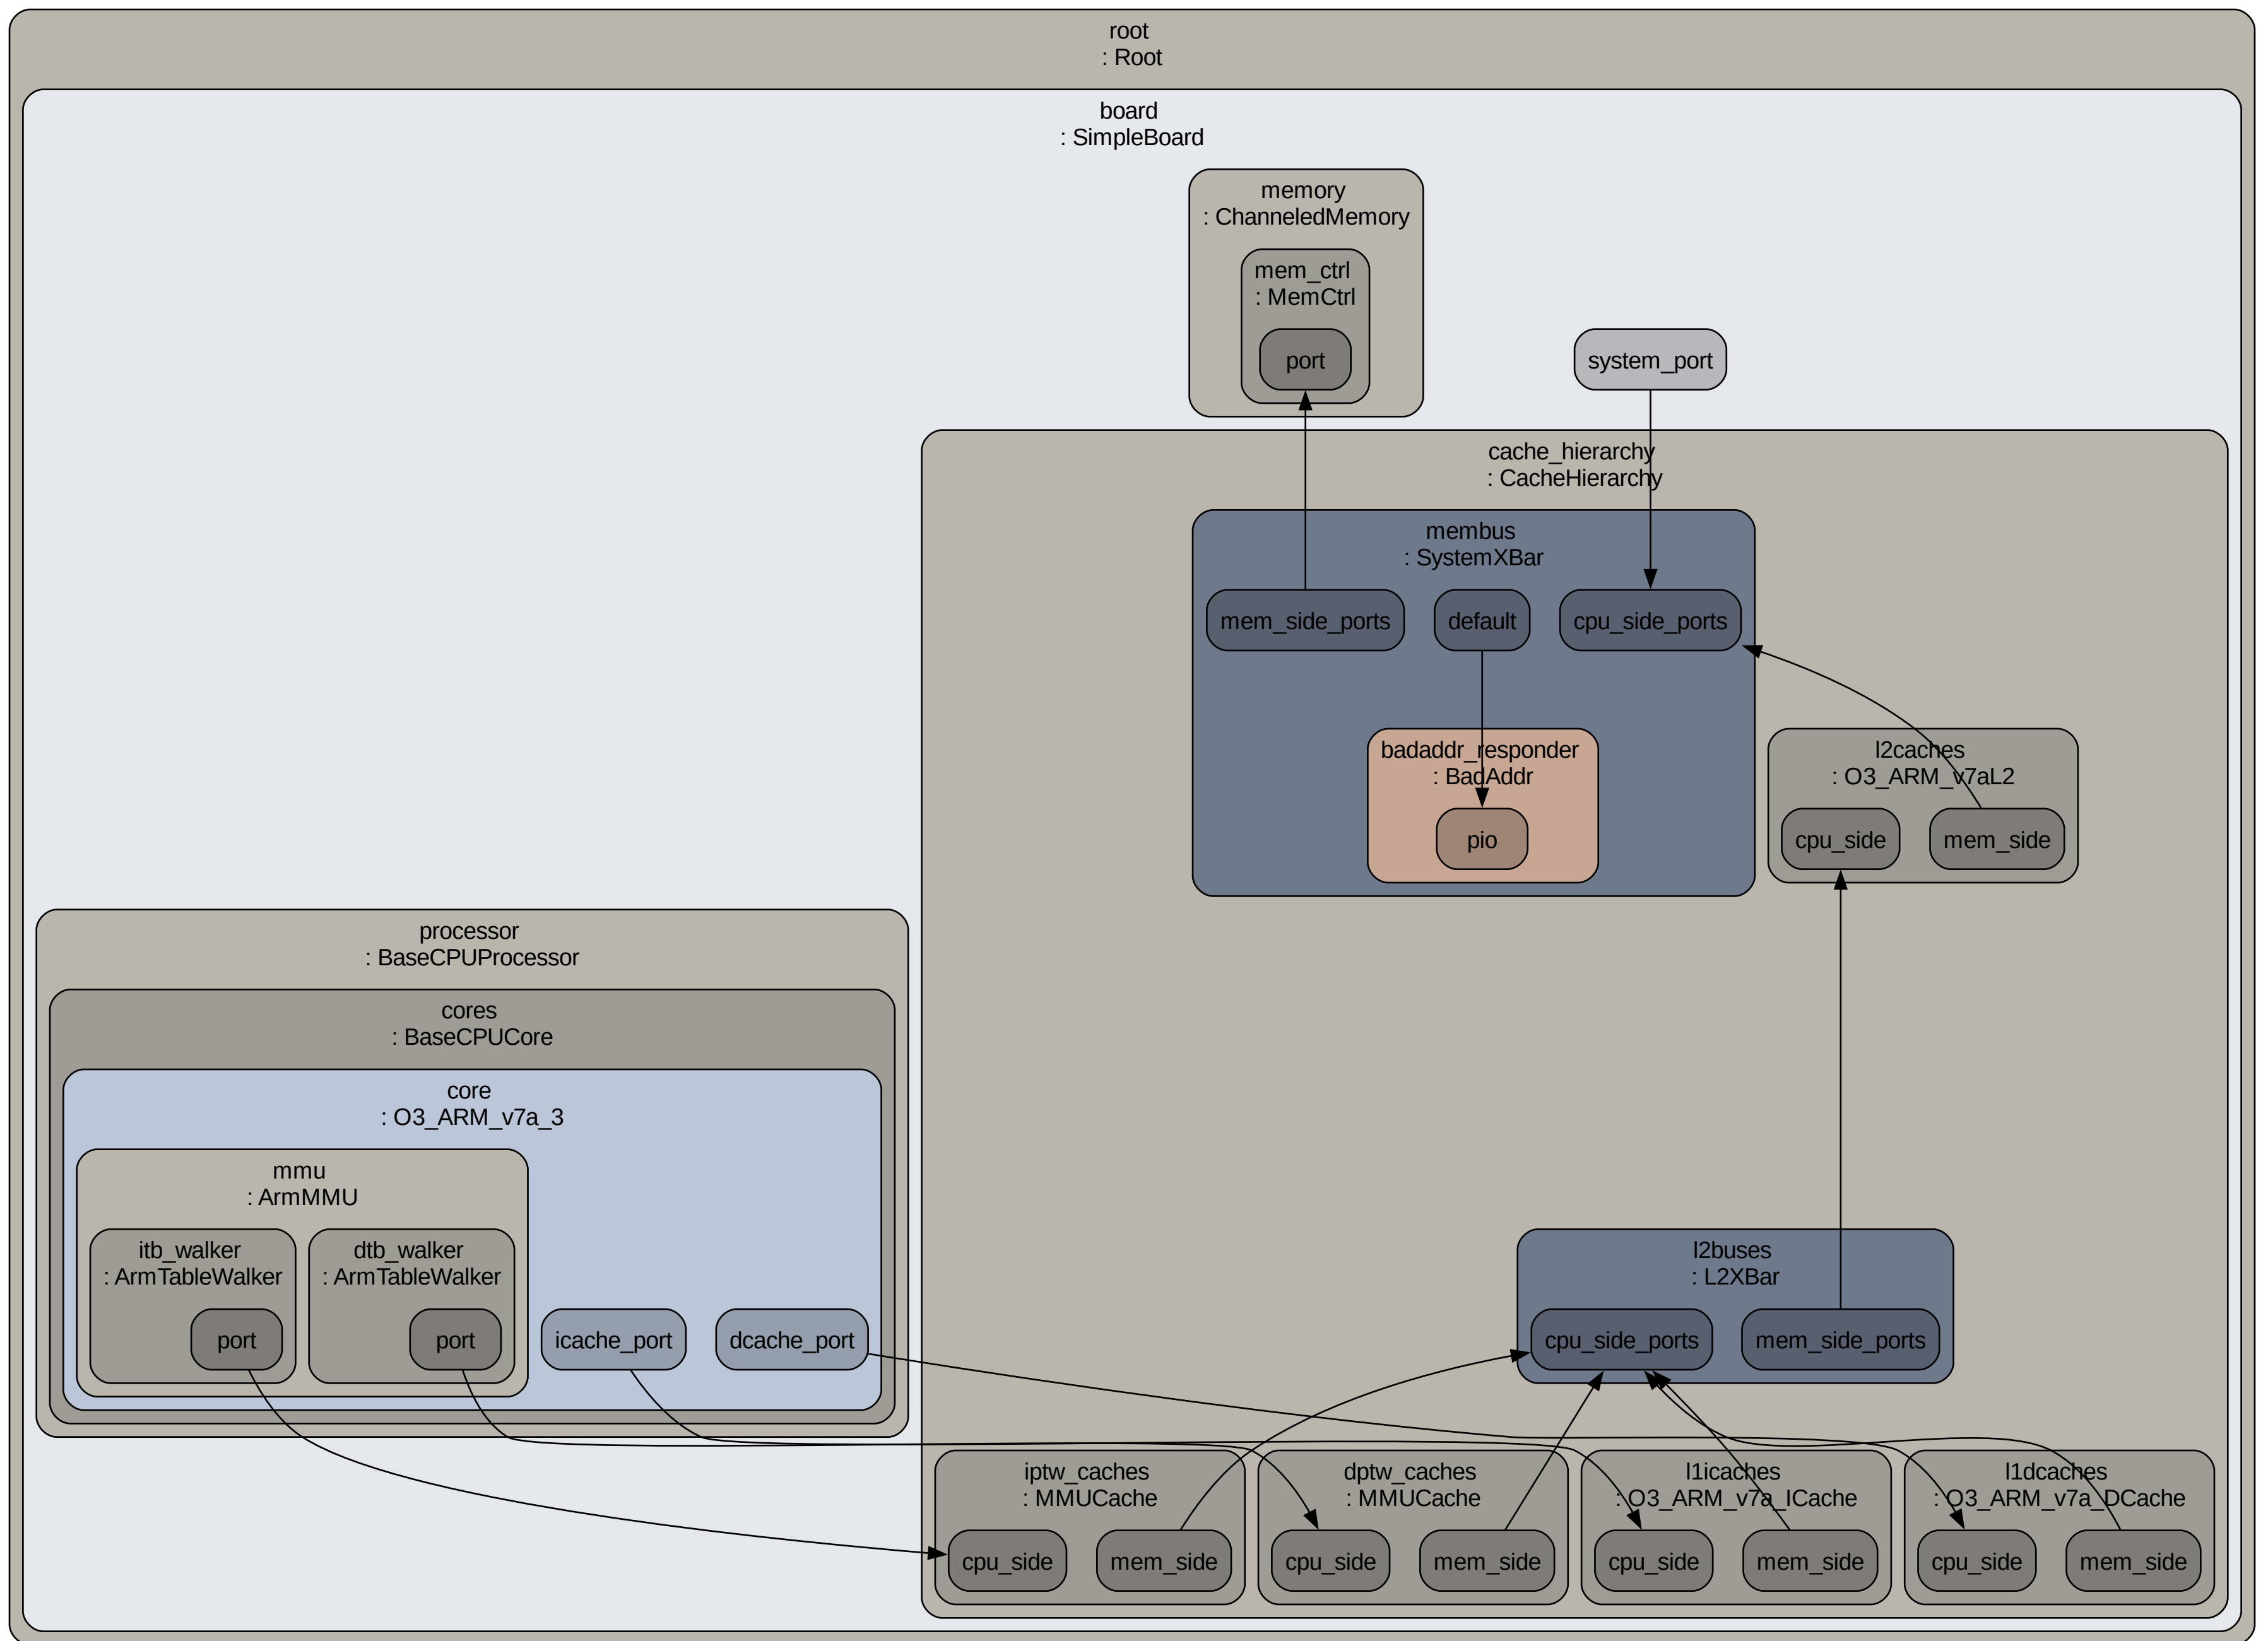 root
: Root
board
: SimpleBoard
memory
: ChanneledMemory
mem_ctrl
: MemCtrl
port
system_port
cache_hierarchy
: CacheHierarchy
membus
: SystemXBar
mem_side_ports
default
cpu_side_ports
badaddr_responder
: BadAddr
pio
l2caches
: O3_ARM_v7aL2
cpu_side
mem_side
processor
: BaseCPUProcessor
cores
: BaseCPUCore
core
: O3_ARM_v7a_3
mmu
: ArmMMU
itb_walker
: ArmTableWalker
port
dtb_walker
: ArmTableWalker
port
icache_port
dcache_port
l2buses
: L2XBar
cpu_side_ports
mem_side_ports
iptw_caches
: MMUCache
cpu_side
mem_side
dptw_caches
: MMUCache
cpu_side
mem_side
l1icaches
: O3_ARM_v7a_ICache
cpu_side
mem_side
l1dcaches
: O3_ARM_v7a_DCache
cpu_side
mem_side